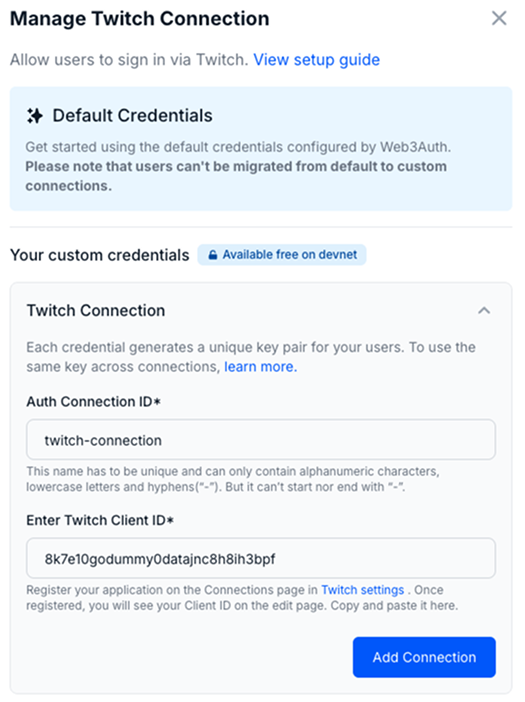 Manage Twitch Connection
Allow users to sign in via Twitch. View setup guide
Default Credentials
Get started using the default credentials configured by Web3Auth.
Please note that users can't be migrated from default to custom
connections.
Your custom credentials Available free on devnet
Twitch Connection
Each credential generates a unique key pair for your users. To use the
same key across connections, learn more.
Auth Connection ID*
twitch-connection
This name has to be unique and can only contain alphanumeric characters,
lowercase letters and hyphens("-"). But it can't start nor end with "-".
Enter Twitch Client ID*
8k7e10godummy0datajnc8h8ih3bpf
Register your application on the Connections page in Twitch settings . Once
registered, you will see your Client ID on the edit page. Copy and paste it here.
Add Connection